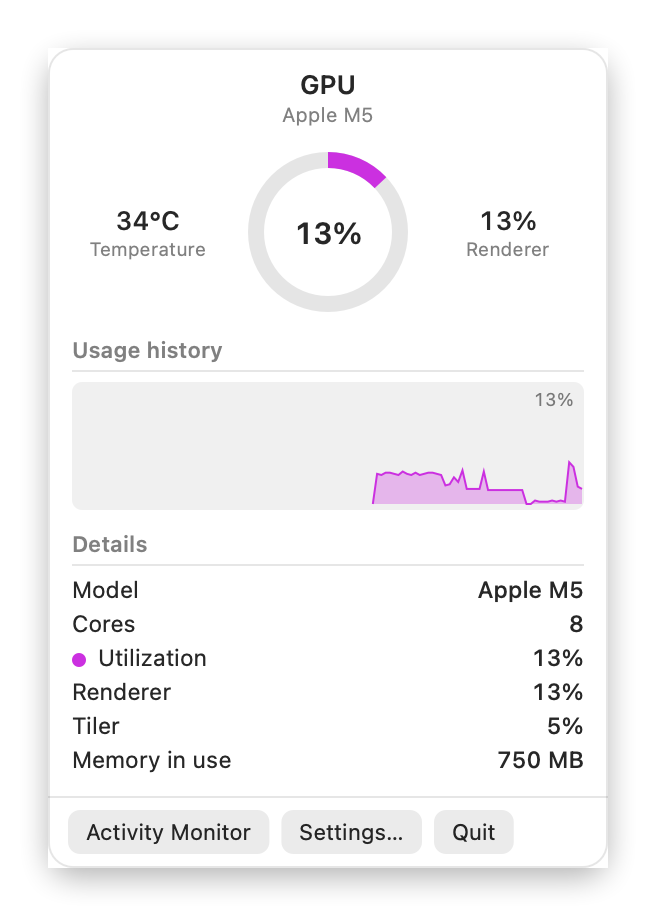 GPU
Apple M5
34°C
Temperature
13%
13%
Renderer
Usage history
13%
Details
Model Apple M5
Cores 8
Utilization 13%
Renderer 13%
Tiler 5%
Memory in use 750 MB
Activity Monitor Settings... Quit